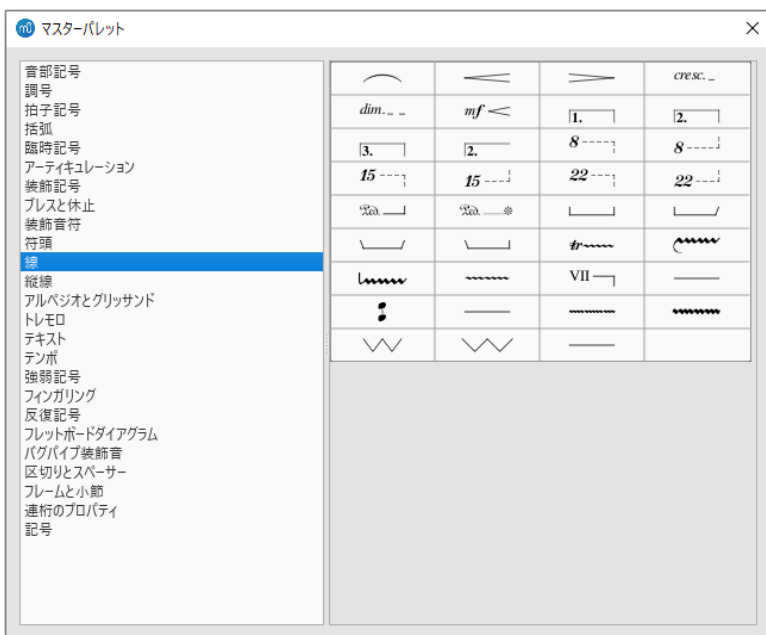 マスターパレット
音部記号
調号
拍子記号
括弧
臨時記号
アーティキュレーション
装飾記号
ブレスと休止
装飾音符
符頭
線
縦線
アルペジオとグリッサンド
トレモロ
テキスト
テンポ
強弱記号
フィンガリング
反復記号
フレットボードダイアグラム
バグパイプ装飾音
区切りとスペーサー
フレームと小節
連桁のプロパティ
記号
cresc. _
dim. _ _ mf 1. 2.
3. 2. 8 8
15 15 22 22
Ped. Ped.
tr
VII